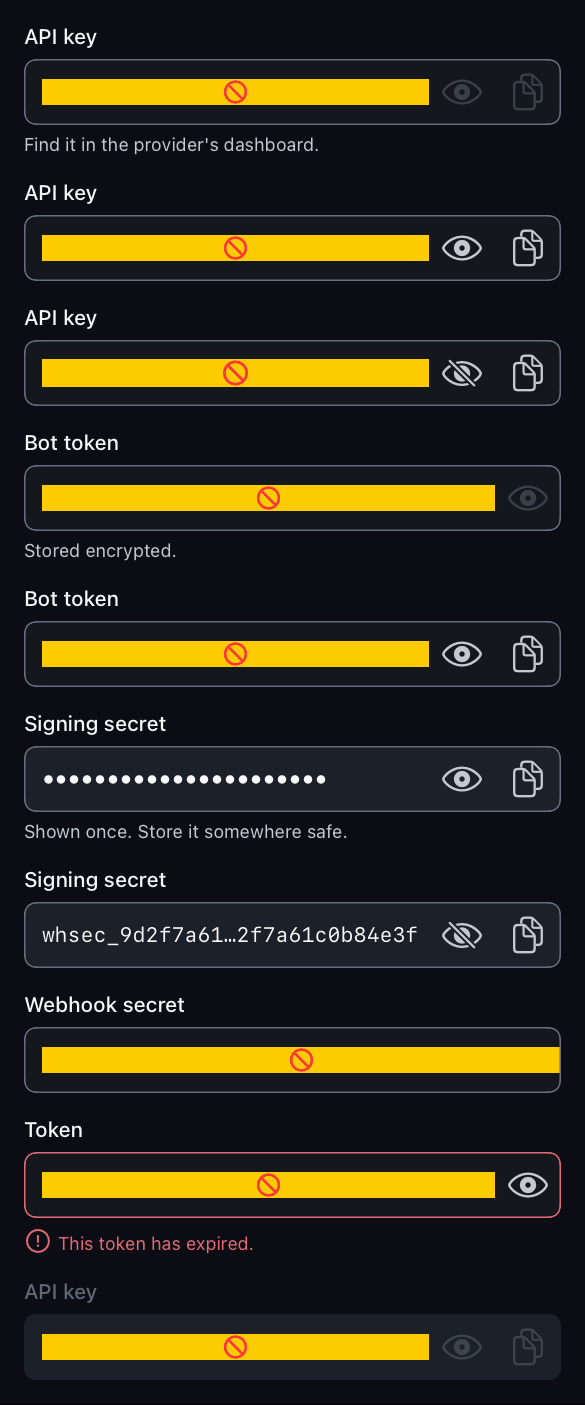 API key
Find it in the provider's dashboard.
API key
API key
Bot token
Stored encrypted.
Bot token
Signing secret
••••••••••••••••••••••
Shown once. Store it somewhere safe.
Signing secret
whsec_9d2f7a61…2f7a61c0b84e3f
Webhook secret
Token
This token has expired.
API key